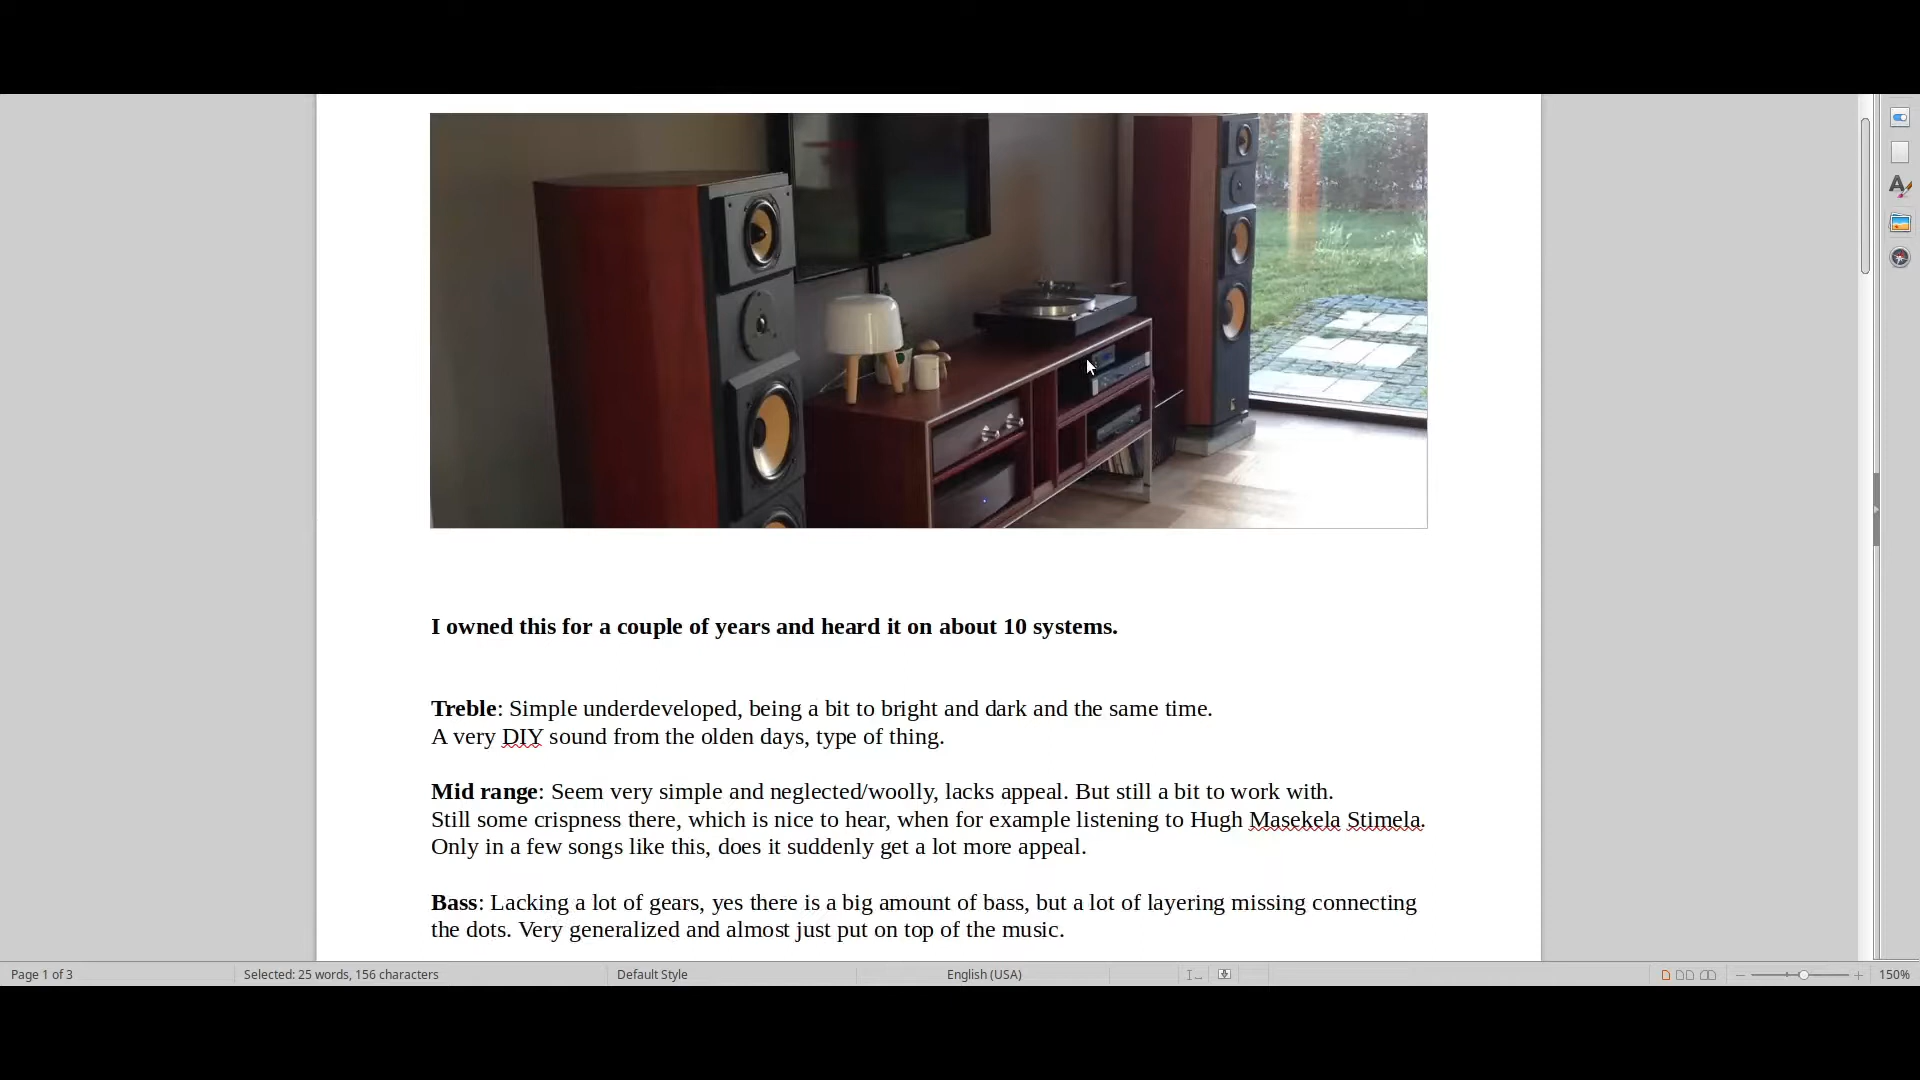 I owned this for a couple of years and heard it on about 10 systems.
Treble: Simple underdeveloped, being a bit to bright and dark and the same time.
A very DIY sound from the olden days, type of thing.
Mid range: Seem very simple and neglected/woolly, lacks appeal. But still a bit to work with.
Still some crispness there, which is nice to hear, when for example listening to Hugh Masekela Stimela.
Only in a few songs like this, does it suddenly get a lot more appeal.
Bass: Lacking a lot of gears, yes there is a big amount of bass, but a lot of layering missing connecting
the dots. Very generalized and almost just put on top of the music.
Page 1 of 3 Selected: 25 words, 156 characters Default Style English (USA) 150%